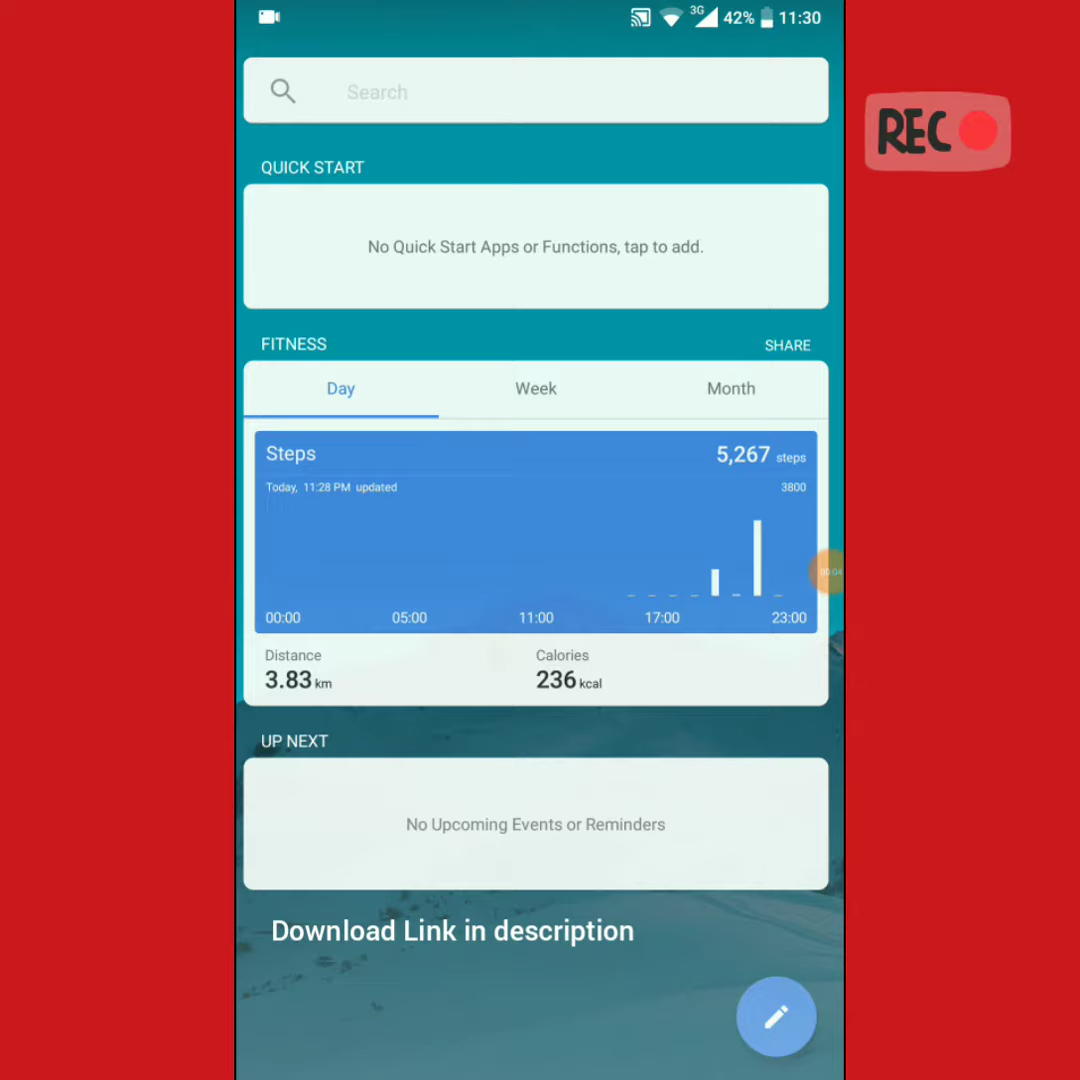 3G 42% 11:30
Search
REC
QUICK START
No Quick Start Apps or Functions, tap to add.
FITNESS SHARE
Day Week Month
Steps 5,267 steps
Today, 11:28 PM updated 3800
00:04
00:00 05:00 11:00 17:00 23:00
Distance Calories
3.83 km 236 kcal
UP NEXT
No Upcoming Events or Reminders
Download Link in description